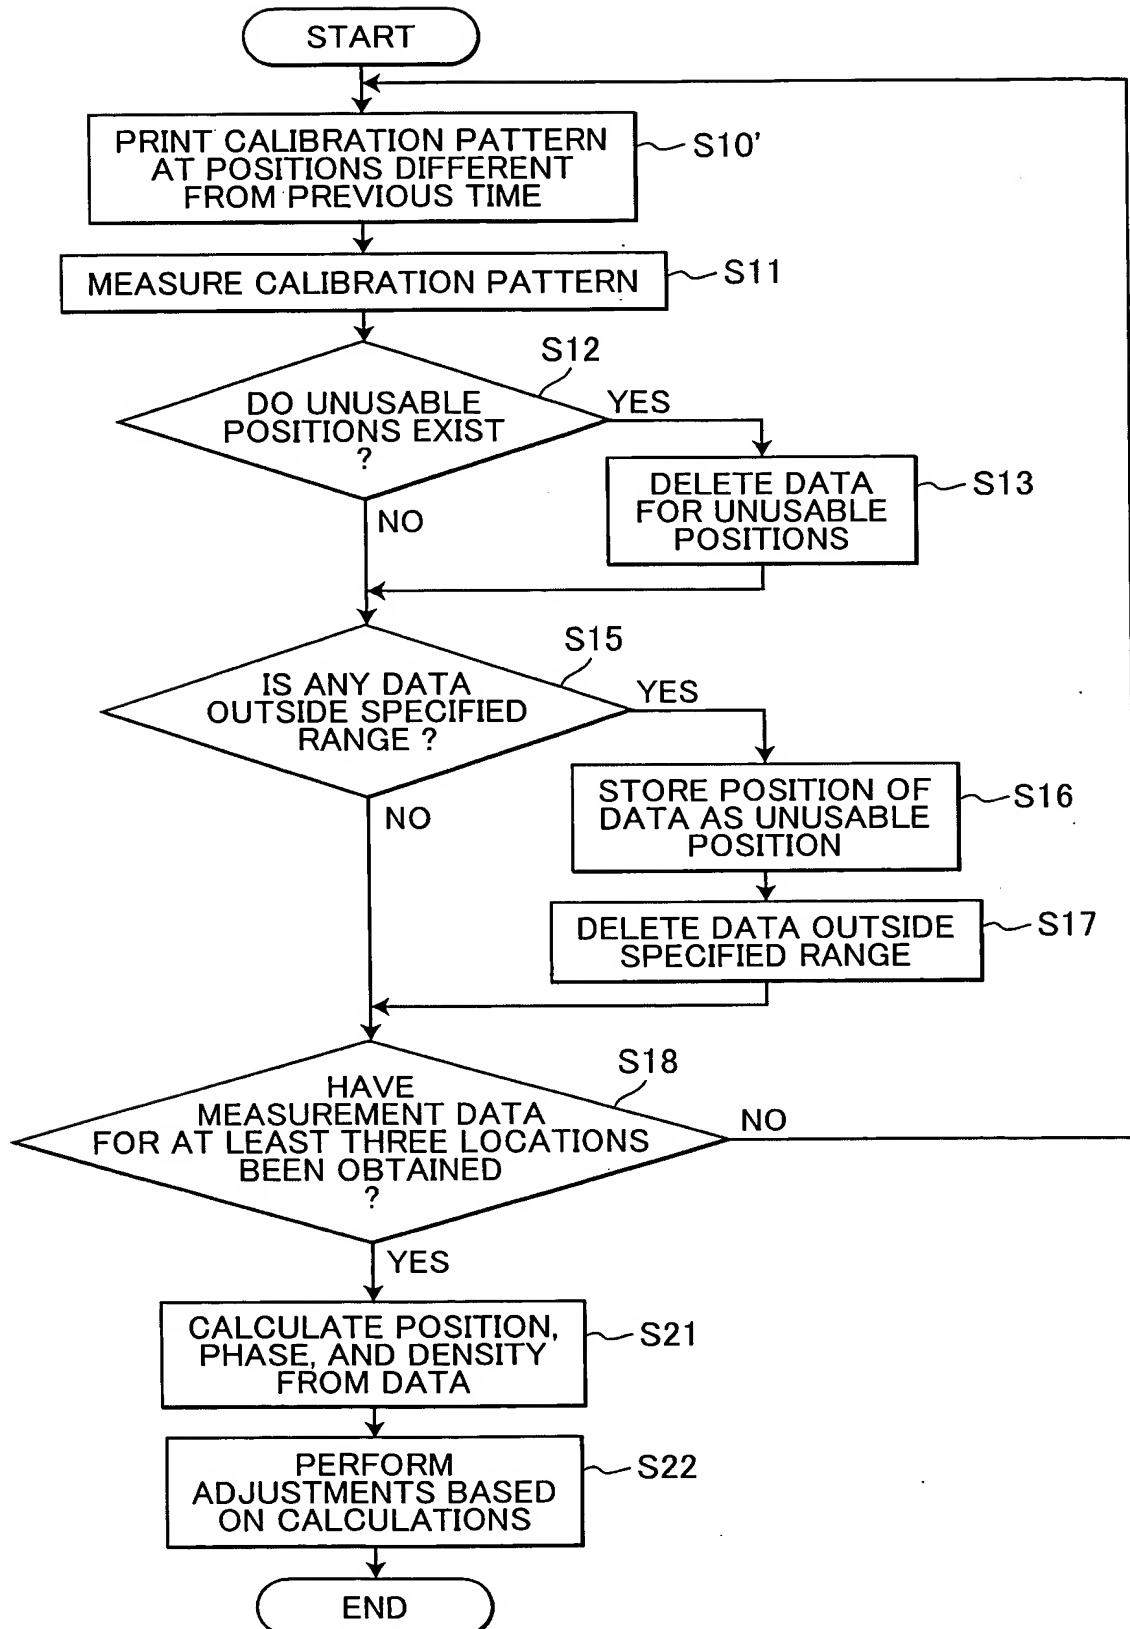 START
PRINT CALIBRATION PATTERN
AT POSITIONS DIFFERENT
FROM PREVIOUS TIME
S10'
MEASURE CALIBRATION PATTERN
S11
S12
DO UNUSABLE
POSITIONS EXIST
?
YES
NO
DELETE DATA
FOR UNUSABLE
POSITIONS
S13
S15
IS ANY DATA
OUTSIDE SPECIFIED
RANGE ?
YES
NO
STORE POSITION OF
DATA AS UNUSABLE
POSITION
S16
DELETE DATA OUTSIDE
SPECIFIED RANGE
S17
S18
HAVE
MEASUREMENT DATA
FOR AT LEAST THREE LOCATIONS
BEEN OBTAINED
?
NO
YES
CALCULATE POSITION,
PHASE, AND DENSITY
FROM DATA
S21
PERFORM
ADJUSTMENTS BASED
ON CALCULATIONS
S22
END